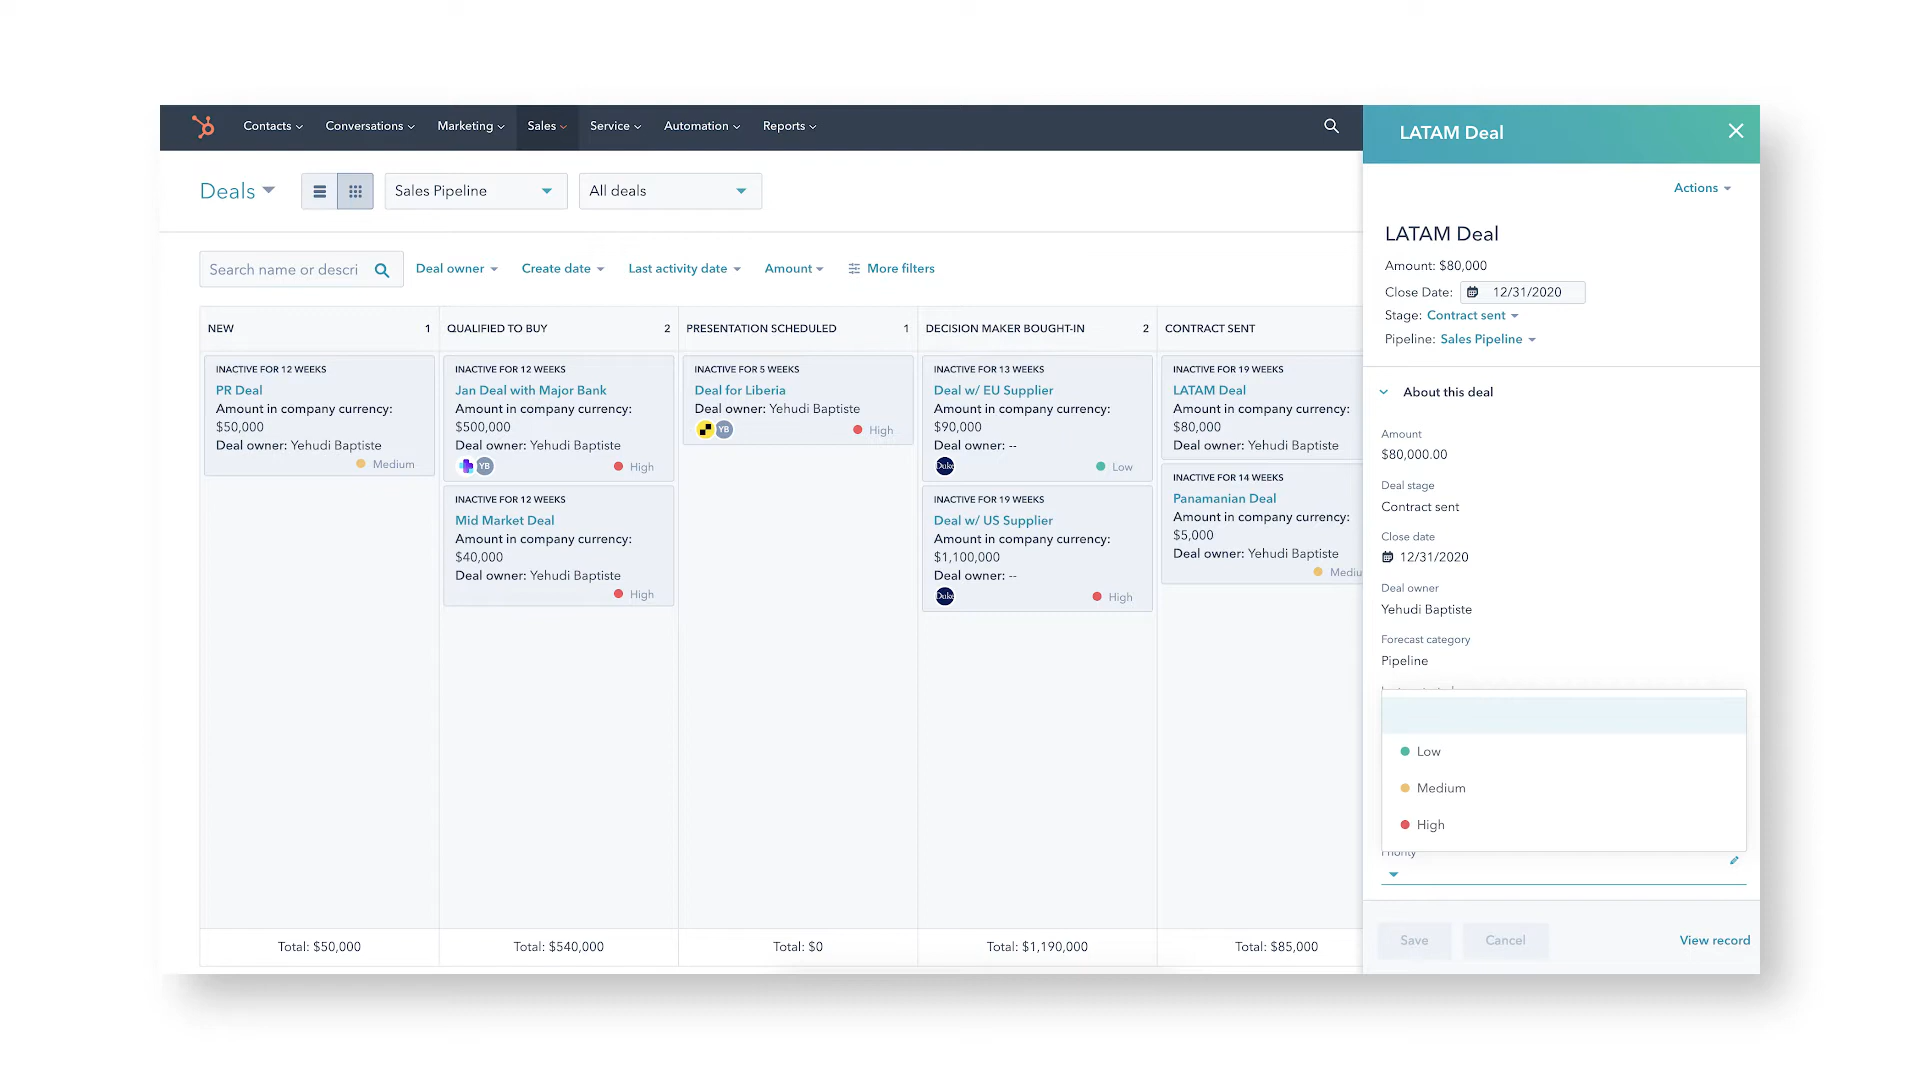 Contacts
Conversations
Marketing
Sales
Service
Automation
Reports
LATAM Deal
Deals
Sales Pipeline
All deals
Actions
LATAM Deal
Amount: $80,000
Close Date: 12/31/2020
Stage: Contract sent
Pipeline: Sales Pipeline
Search name or descri
Deal owner
Create date
Last activity date
Amount
More filters
NEW 1
INACTIVE FOR 12 WEEKS
PR Deal
Amount in company currency:
$50,000
Deal owner: Yehudi Baptiste
Medium
Total: $50,000
QUALIFIED TO BUY 2
INACTIVE FOR 12 WEEKS
Jan Deal with Major Bank
Amount in company currency:
$500,000
Deal owner: Yehudi Baptiste
YB
High
INACTIVE FOR 12 WEEKS
Mid Market Deal
Amount in company currency:
$40,000
Deal owner: Yehudi Baptiste
High
Total: $540,000
PRESENTATION SCHEDULED 1
INACTIVE FOR 5 WEEKS
Deal for Liberia
Deal owner: Yehudi Baptiste
YB
High
Total: $0
DECISION MAKER BOUGHT-IN 2
INACTIVE FOR 13 WEEKS
Deal w/ EU Supplier
Amount in company currency:
$90,000
Deal owner: --
Duke
Low
INACTIVE FOR 19 WEEKS
Deal w/ US Supplier
Amount in company currency:
$1,100,000
Deal owner: --
Duke
High
Total: $1,190,000
CONTRACT SENT
INACTIVE FOR 19 WEEKS
LATAM Deal
Amount in company currency:
$80,000
Deal owner: Yehudi Baptiste
INACTIVE FOR 14 WEEKS
Panamanian Deal
Amount in company currency:
$5,000
Deal owner: Yehudi Baptiste
Mediu
Total: $85,000
About this deal
Amount
$80,000.00
Deal stage
Contract sent
Close date
12/31/2020
Deal owner
Yehudi Baptiste
Forecast category
Pipeline
Low
Medium
High
Priority
Save
Cancel
View record